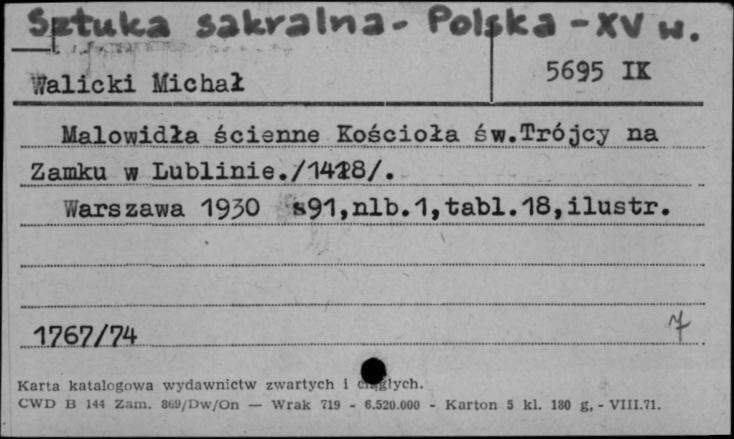 Sztuka sakralna - Polska - XV w.
Walicki Michał
5695 IK
Malowidła ścienne Kościoła św.Trójcy na
Zamku w Lublinie./1418/.
Warszawa 1930 s91,nlb.1,tabl.18,ilustr.
1767/74
7
Karta katalogowa wydawnictw zwartych i ciągłych.
CWD B 144 Zam. 869/Dw/On — Wrak 719 - 6.520.000 - Karton 5 kl. 180 g, - VIII.71.